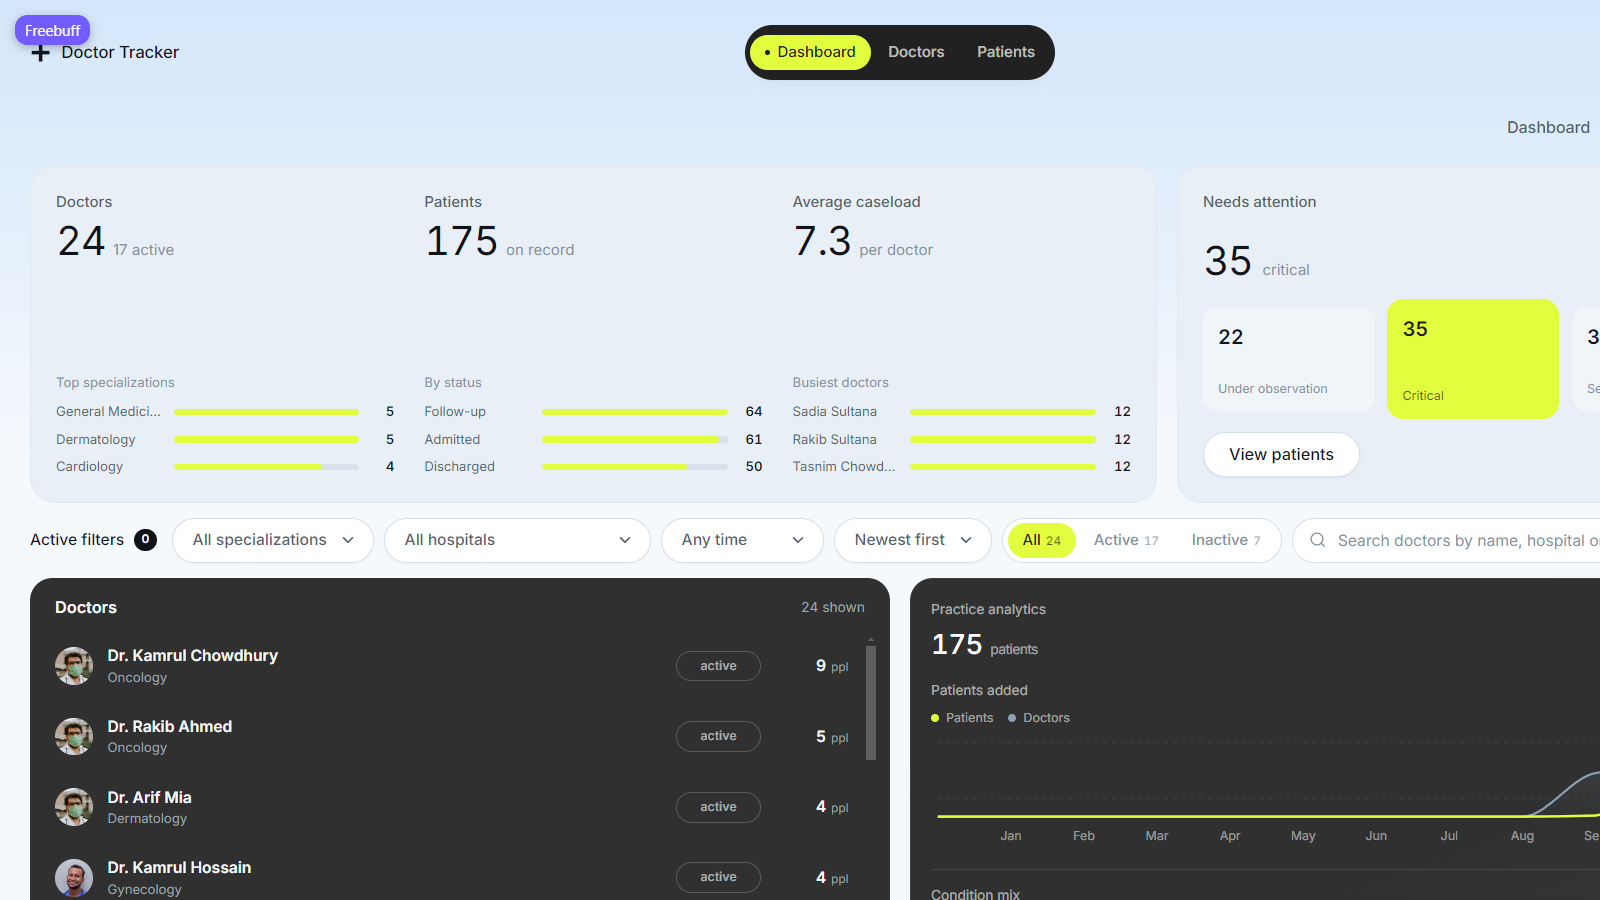 Freebuff
Doctor Tracker
Dashboard
Doctors
Patients
Dashboard
Doctors
24 17 active
Patients
175 on record
Average caseload
7.3 per doctor
Top specializations
General Medici... 5
Dermatology 5
Cardiology 4
By status
Follow-up 64
Admitted 61
Discharged 50
Busiest doctors
Sadia Sultana 12
Rakib Sultana 12
Tasnim Chowd... 12
Needs attention
35 critical
22
Under observation
35
Critical
3
Se
View patients
Active filters 0
All specializations
All hospitals
Any time
Newest first
All 24
Active 17
Inactive 7
Search doctors by name, hospital o
Doctors
24 shown
Dr. Kamrul Chowdhury
Oncology
active
9 ppl
Dr. Rakib Ahmed
Oncology
active
5 ppl
Dr. Arif Mia
Dermatology
active
4 ppl
Dr. Kamrul Hossain
Gynecology
active
4 ppl
Practice analytics
175 patients
Patients added
Patients
Doctors
Jan Feb Mar Apr May Jun Jul Aug Se
Condition mix